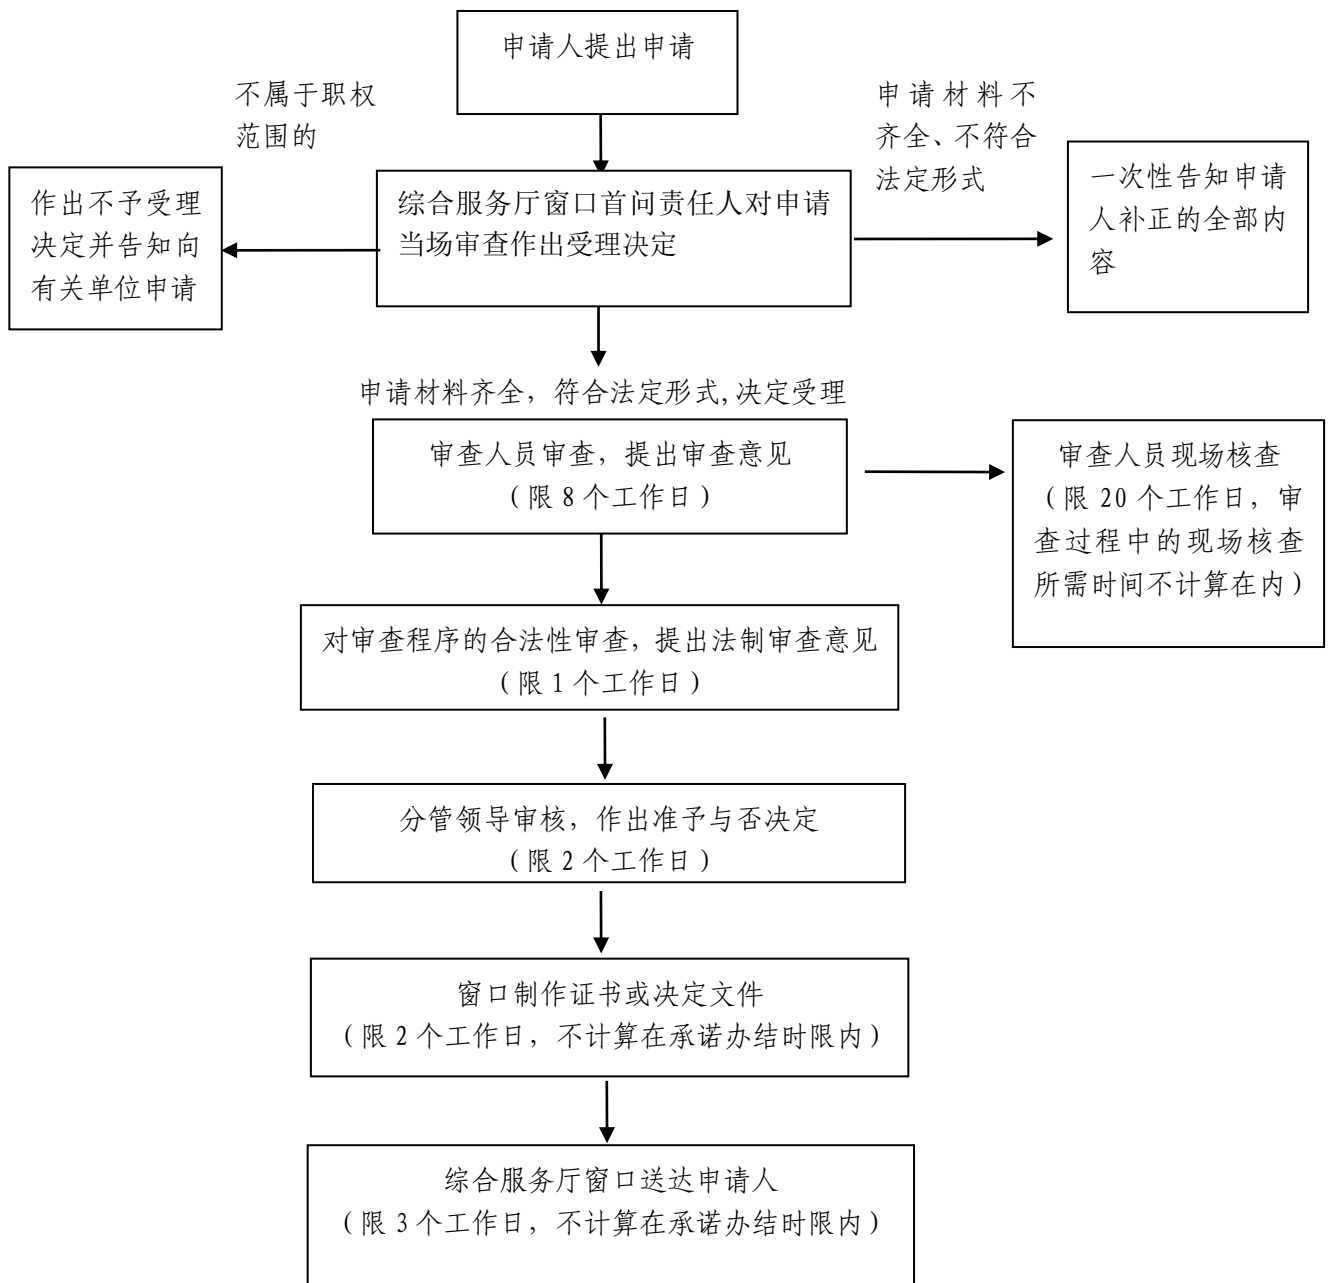 申请人提出申请
不属于职权
范围的
申请材料不
齐全、不符合
法定形式
作出不予受理
决定并告知向
有关单位申请
综合服务厅窗口首问责任人对申请
当场审查作出受理决定
一次性告知申请
人补正的全部内
容
申请材料齐全，符合法定形式,决定受理
审查人员审查，提出审查意见
（限 8 个工作日）
审查人员现场核查
（限 20 个工作日，审
查过程中的现场核查
所需时间不计算在内）
对审查程序的合法性审查，提出法制审查意见
（限 1 个工作日）
分管领导审核，作出准予与否决定
（限 2 个工作日）
窗口制作证书或决定文件
（限 2 个工作日，不计算在承诺办结时限内）
综合服务厅窗口送达申请人
（限 3 个工作日，不计算在承诺办结时限内）